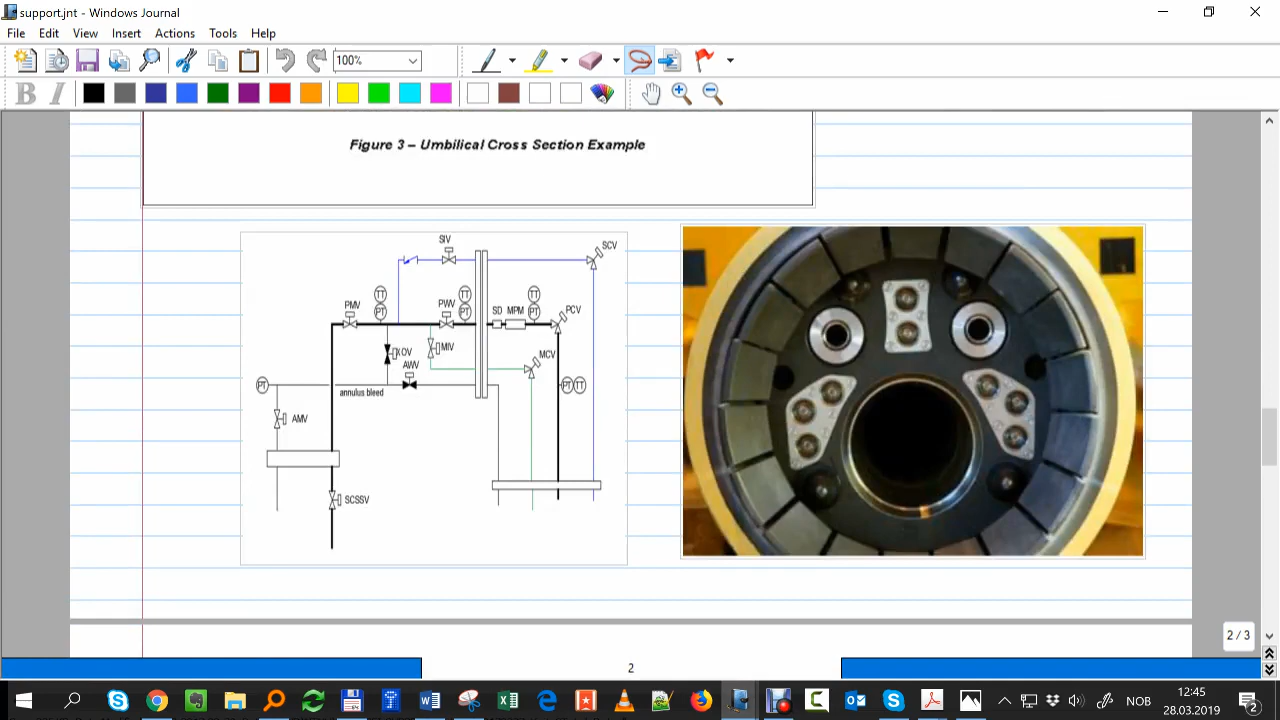 support.jnt - Windows Journal
File Edit View Insert Actions Tools Help
100%
B I
Figure 3 – Umbilical Cross Section Example
SIV
SCV
TT TT TT
PMV PT PWV PT SD MPM PT PCV
XOV MIV
AWV MCV
PT annulus bleed PT TT
AMV
SCSSV
2 / 3
2
NOB
12:45
28.03.2019
2